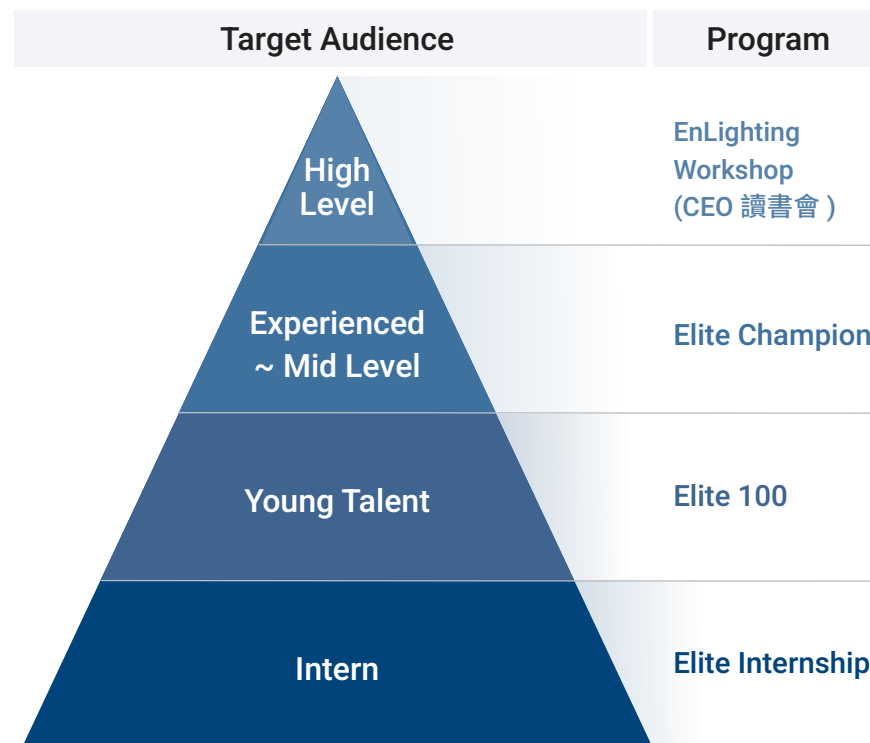 Target Audience
Program
High
Level
EnLighting
Workshop
(CEO 讀書會 )
Experienced
~ Mid Level
Elite Champion
Young Talent
Elite 100
Intern
Elite Internship